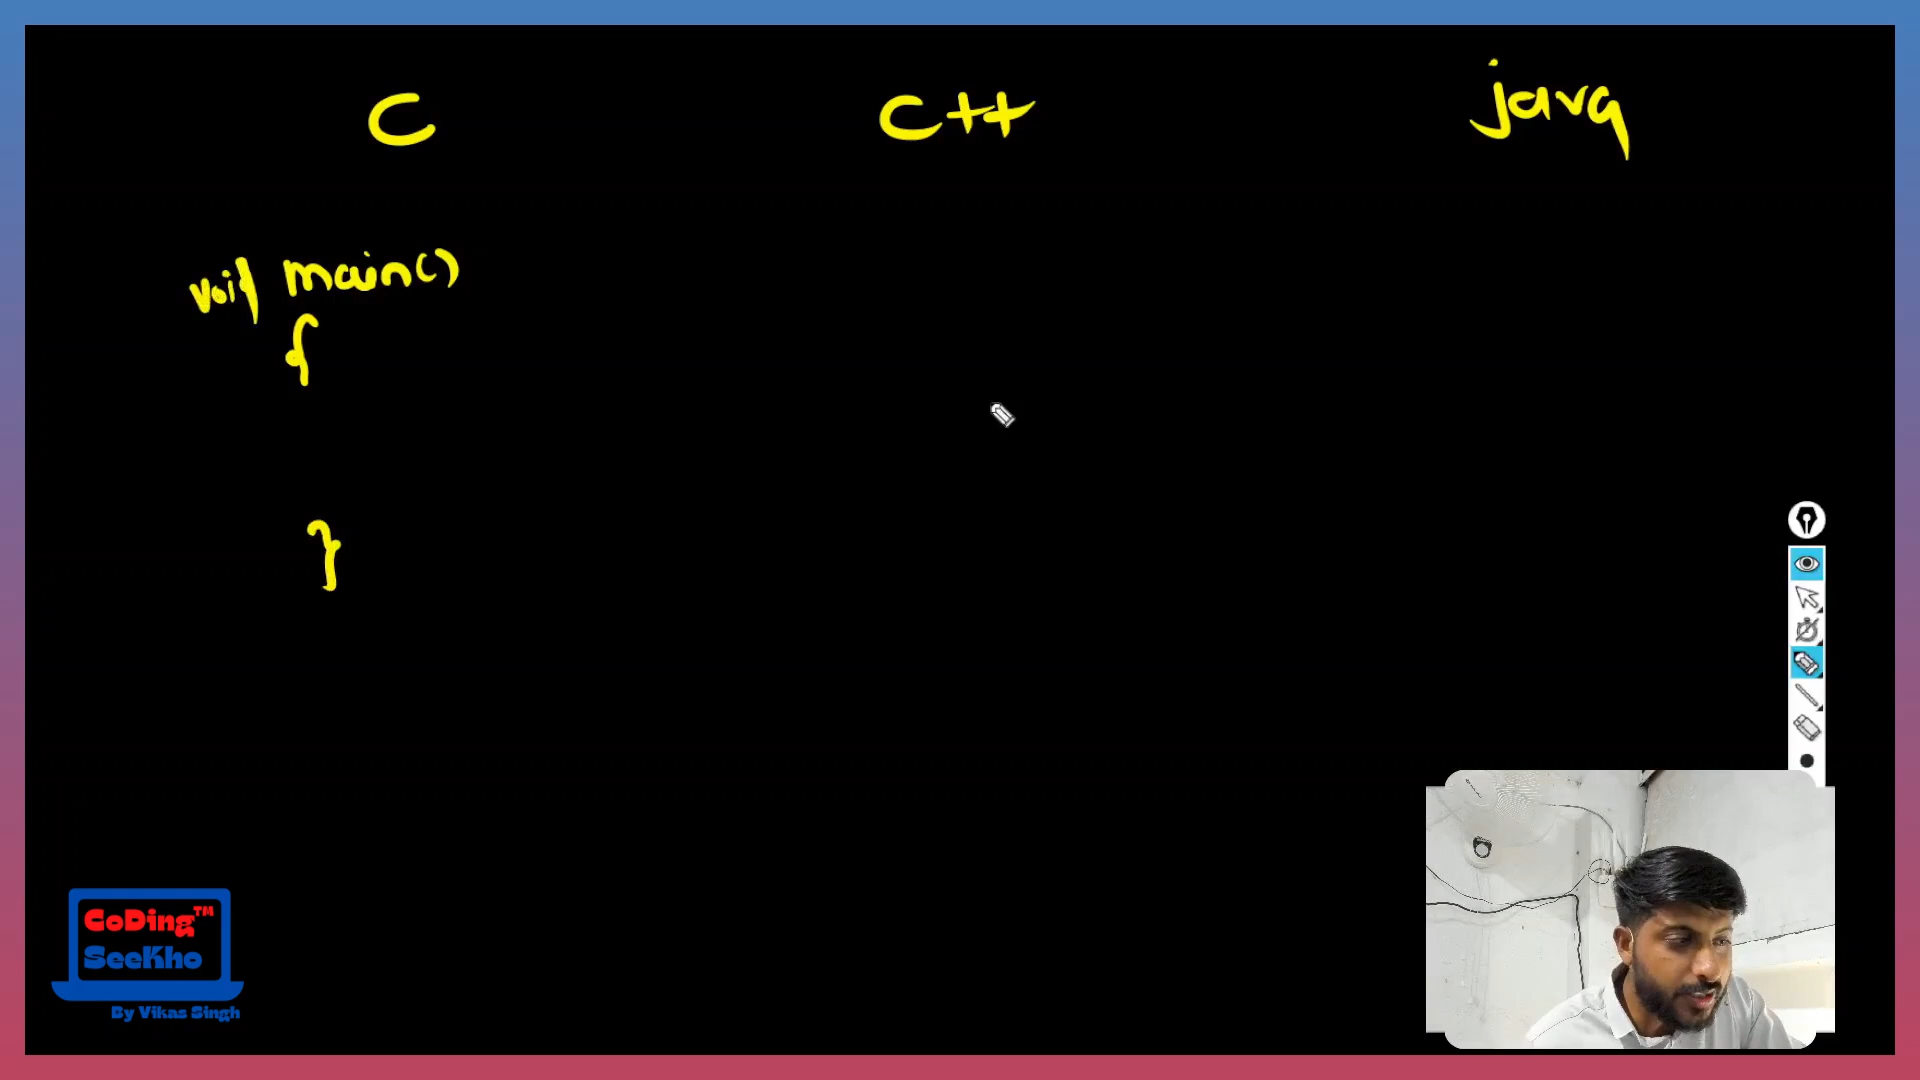 C C++ java
void main()
{
}
CoDing™
SeeKho
By Vikas Singh